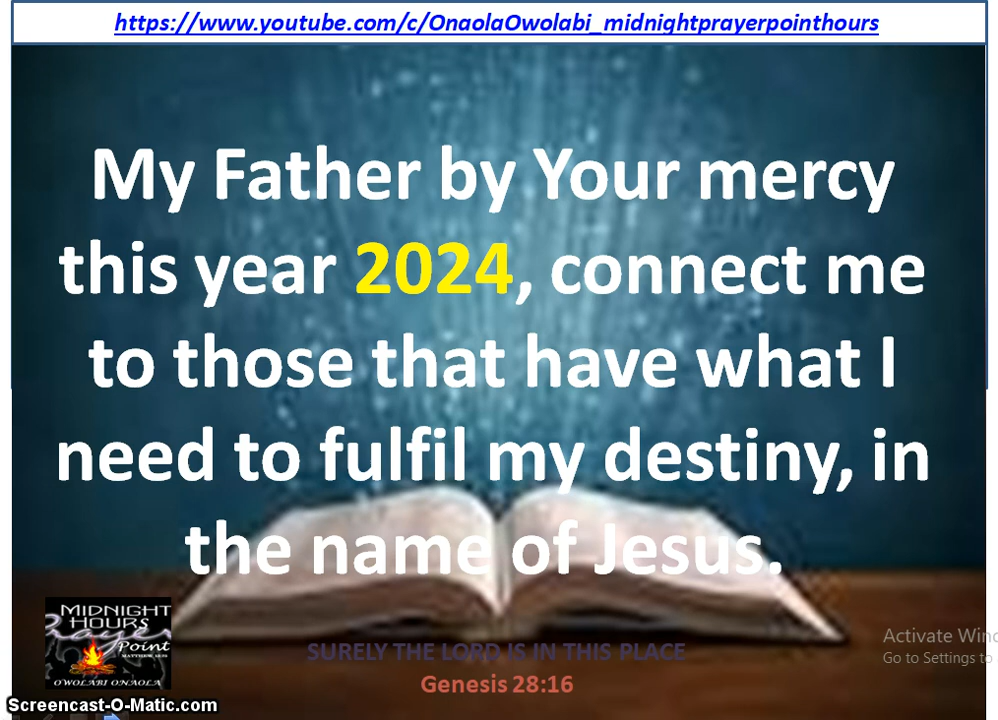 https://www.youtube.com/c/OnaolaOwolabi_midnightprayerpointhours
My Father by Your mercy
this year 2024, connect me
to those that have what I
need to fulfil my destiny, in
the name of Jesus.
MIDNIGHT
HOURS
Prayer
Point
MATTHEW
OWOLABI ONAOLA
SURELY THE LORD IS IN THIS PLACE
Genesis 28:16
Activate Wind
Go to Settings to
Screencast-O-Matic.com